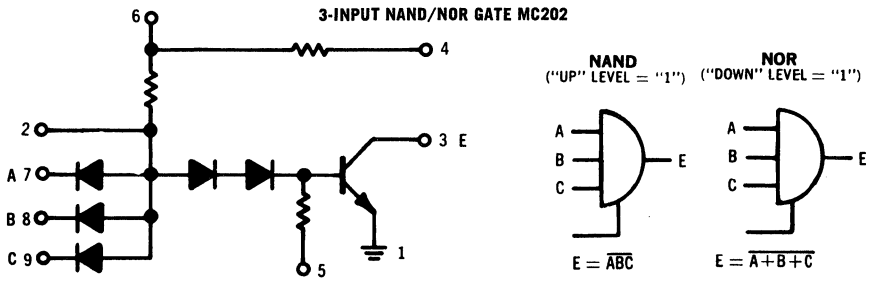 6
3-INPUT NAND/NOR GATE MC202
4
2
3 E
A 7
B 8
C 9
1
5
NAND
("UP" LEVEL = "1")
A
B
C
E
E = A̅B̅C̅
NOR
("DOWN" LEVEL = "1")
A
B
C
E
E = A̅+̅B̅+̅C̅